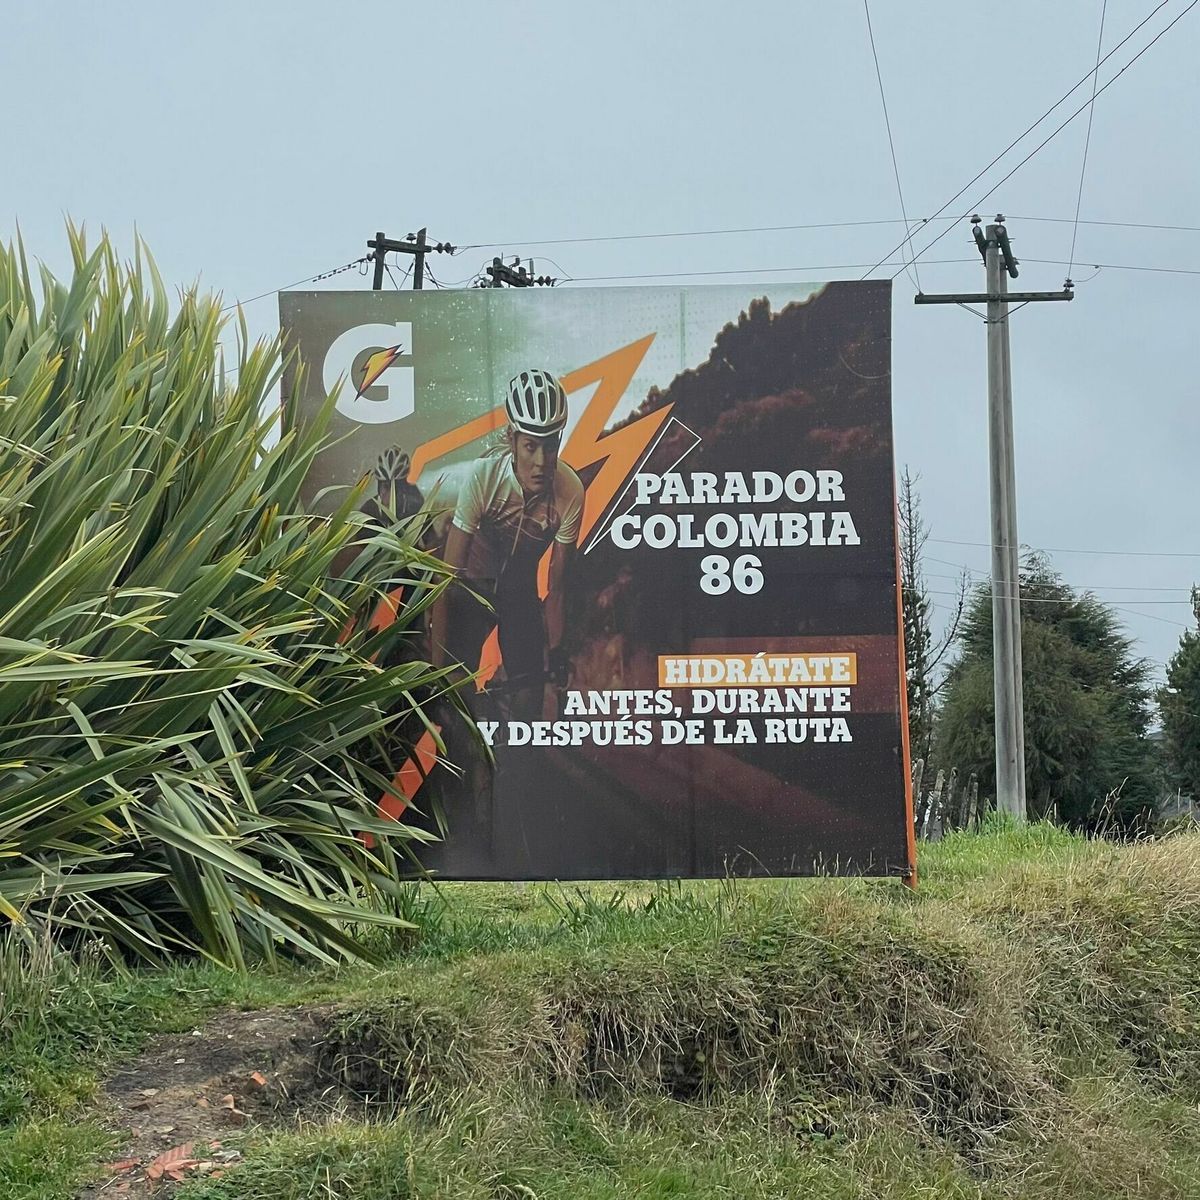 G
PARADOR
COLOMBIA
86
HIDRÁTATE
ANTES, DURANTE
Y DESPUÉS DE LA RUTA